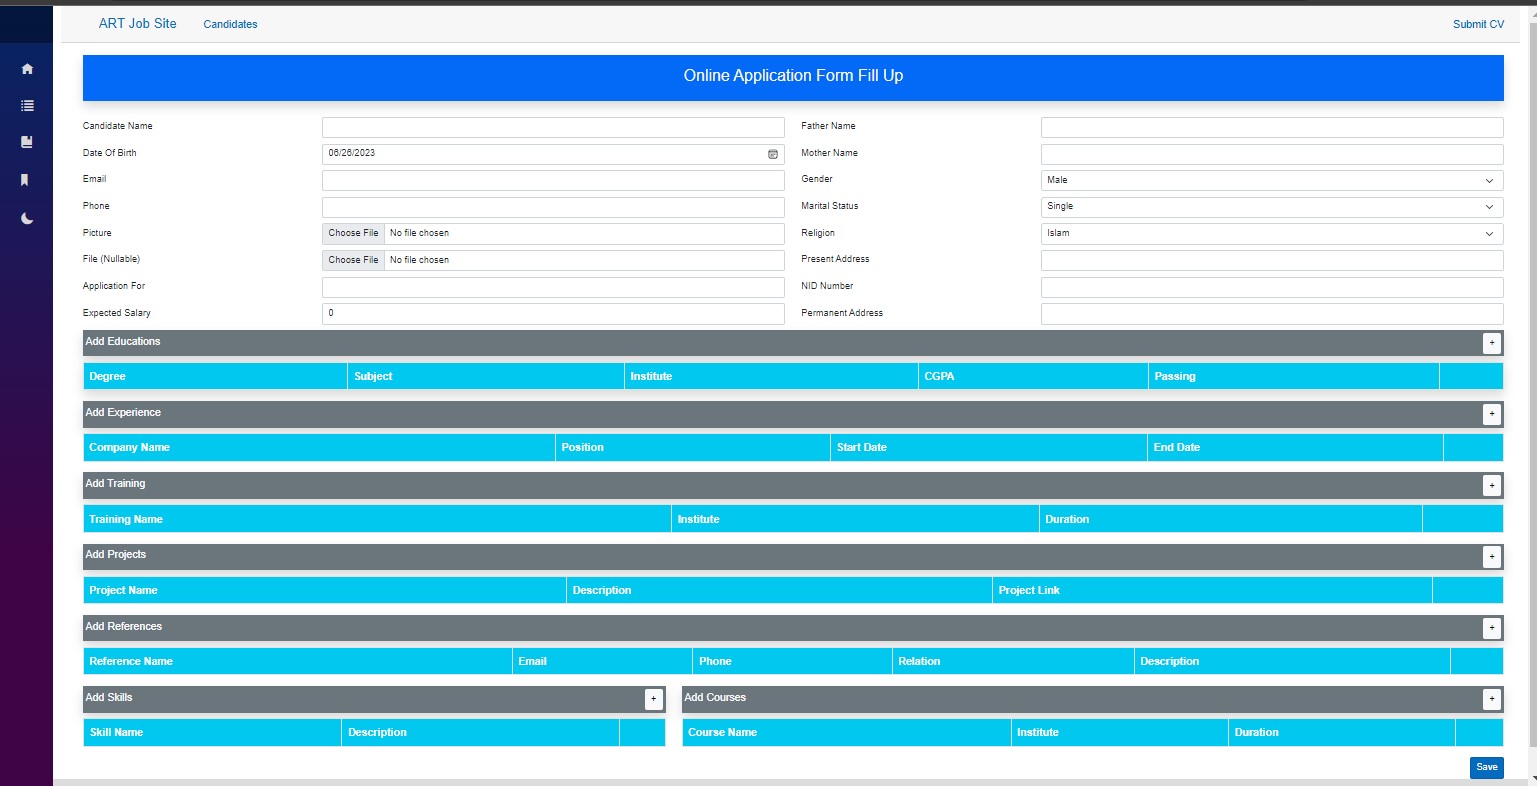 ART Job Site Candidates Submit CV
Online Application Form Fill Up
Candidate Name Father Name
Date Of Birth 06/26/2023 Mother Name
Email Gender Male
Phone Marital Status Single
Picture Choose File No file chosen Religion Islam
File (Nullable) Choose File No file chosen Present Address
Application For NID Number
Expected Salary 0 Permanent Address
Add Educations +
Degree Subject Institute CGPA Passing
Add Experience +
Company Name Position Start Date End Date
Add Training +
Training Name Institute Duration
Add Projects +
Project Name Description Project Link
Add References +
Reference Name Email Phone Relation Description
Add Skills + Add Courses +
Skill Name Description Course Name Institute Duration
Save